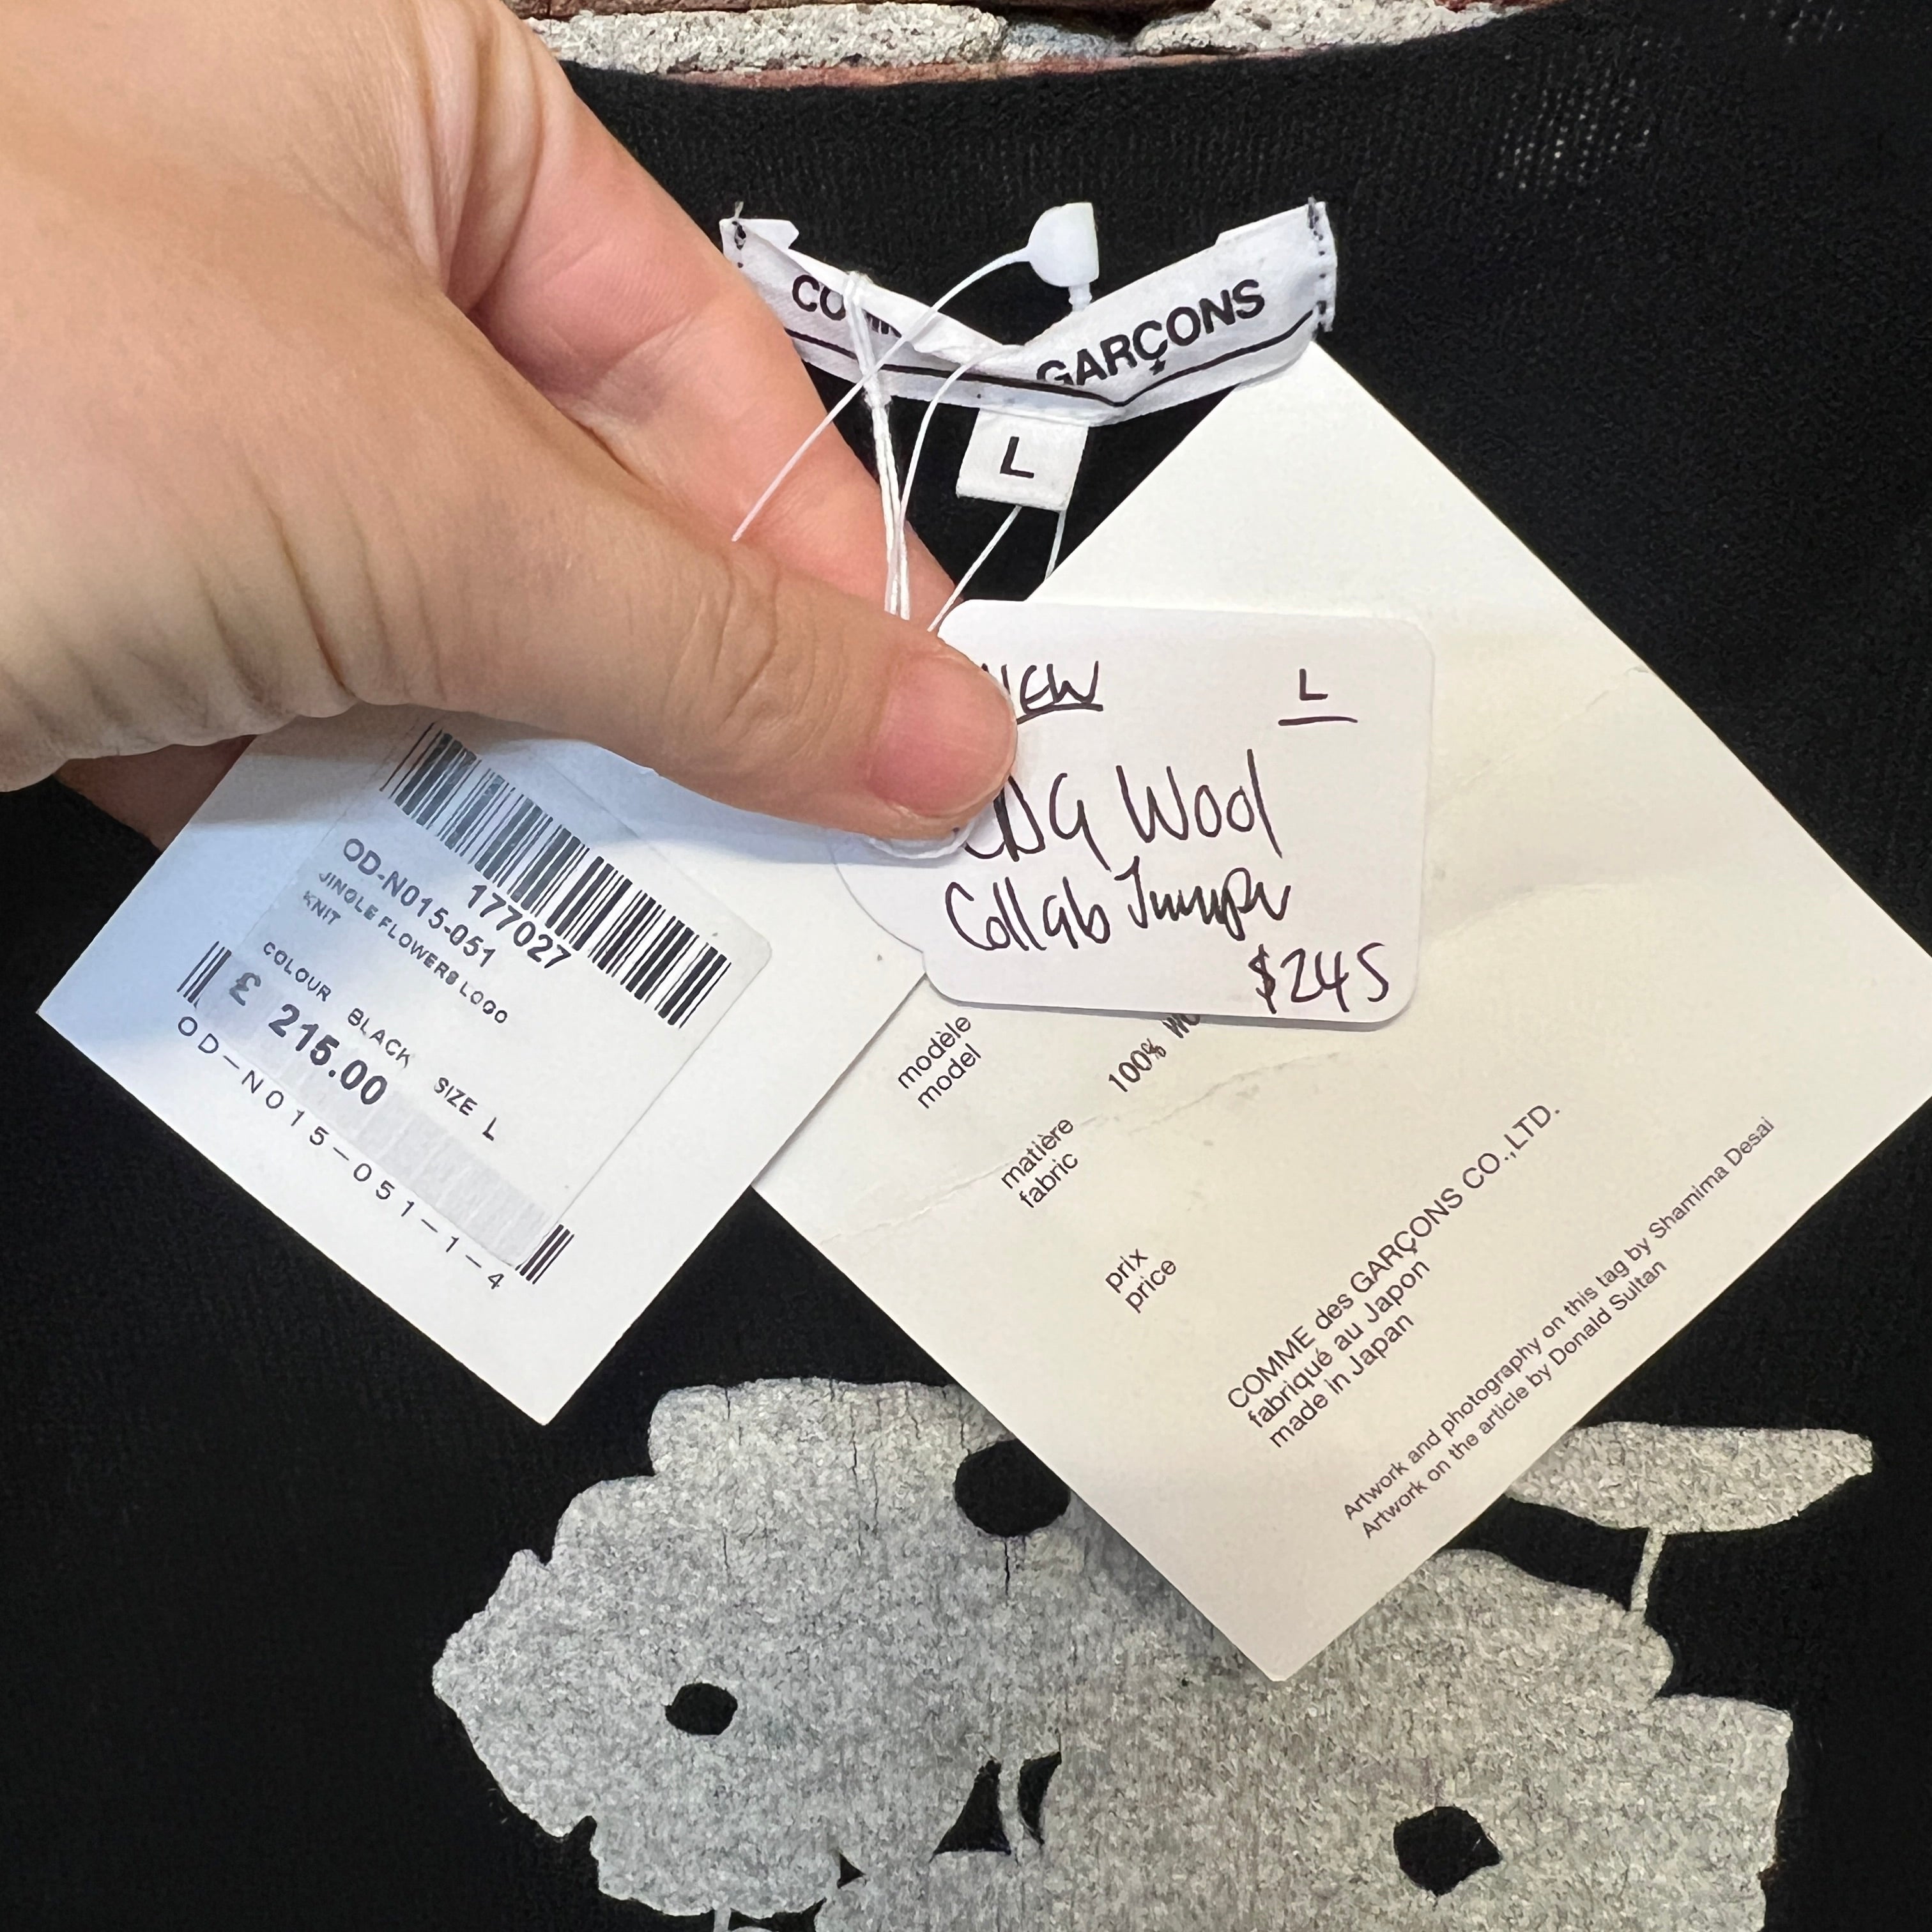 GARÇONS
L
L
Wool
Collab Jumper
$245
177027
OD-N015-051
JINGLE FLOWERS LOGO
KNIT
COLOUR BLACK SIZE L
£ 215.00
OD-N015-051-1-4
modèle
model
100%
matière
fabric
prix
price
COMME des GARÇONS CO.,LTD.
fabriqué au Japon
made in Japan
Artwork and photography on this tag by Shamima Desai
Artwork on the article by Donald Sultan